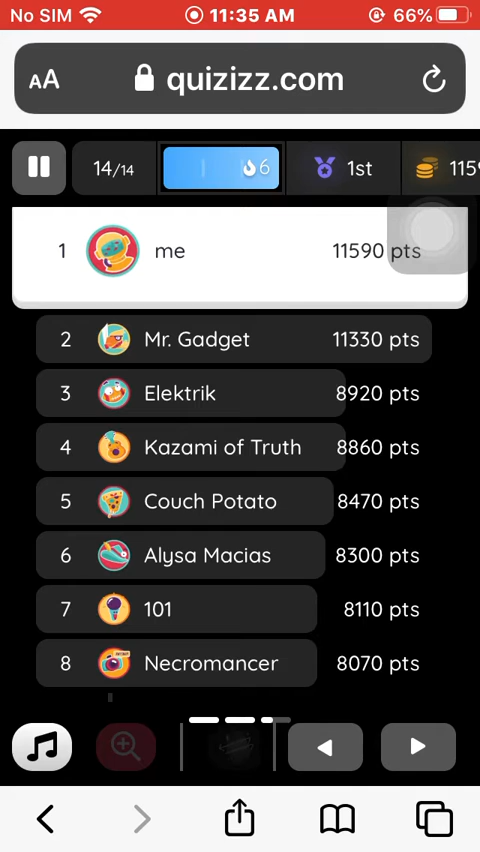 No SIM 11:35 AM 66%
AA quizizz.com
14/14 6 1st 1159
1 me 11590 pts
2 Mr. Gadget 11330 pts
3 Elektrik 8920 pts
4 Kazami of Truth 8860 pts
5 Couch Potato 8470 pts
6 Alysa Macias 8300 pts
7 101 8110 pts
8 Necromancer 8070 pts